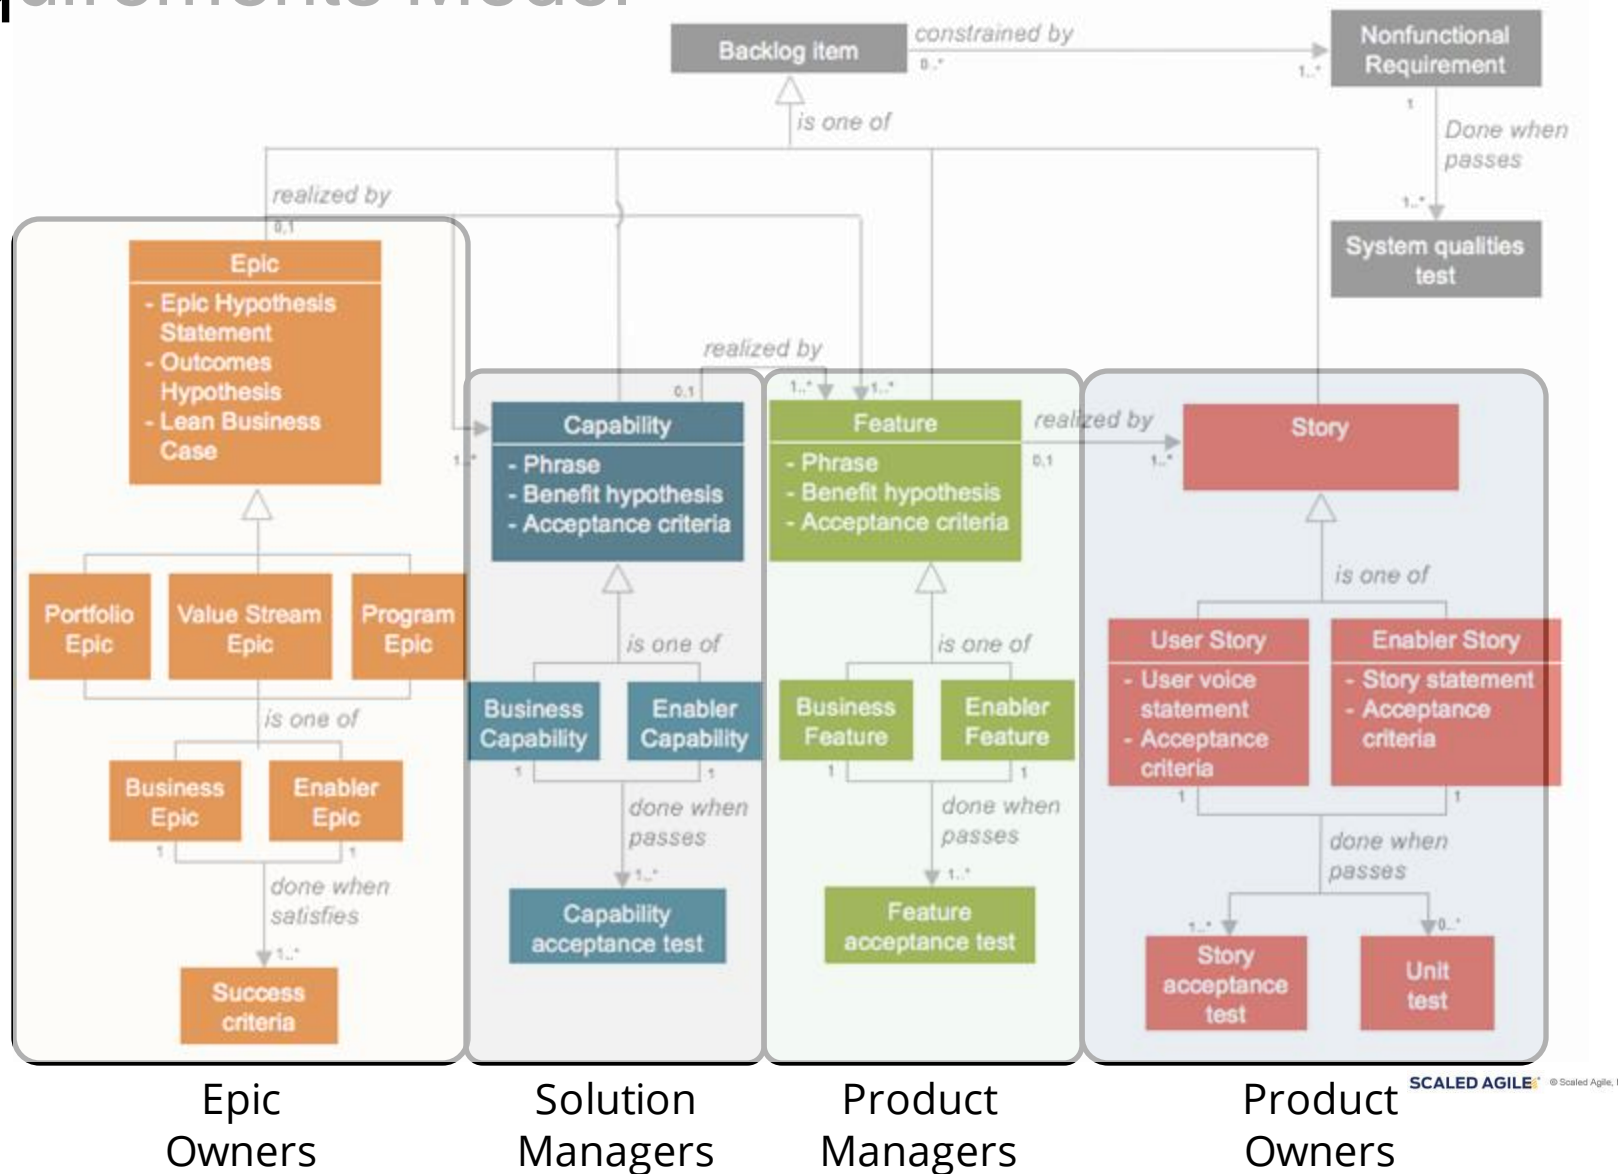 quirements Model
Backlog item
constrained by
0..*
1..*
Nonfunctional
Requirement
is one of
1
Done when
passes
1..*
System qualities
test
realized by
0,1
Epic
- Epic Hypothesis
Statement
- Outcomes
Hypothesis
- Lean Business
Case
Portfolio
Epic
Value Stream
Epic
Program
Epic
is one of
Business
Epic
Enabler
Epic
1
1
done when
satisfies
1..*
Success
criteria
realized by
0,1
1..*
1..*
1..*
Capability
- Phrase
- Benefit hypothesis
- Acceptance criteria
is one of
Business
Capability
Enabler
Capability
1
1
done when
passes
1..*
Capability
acceptance test
Feature
- Phrase
- Benefit hypothesis
- Acceptance criteria
is one of
Business
Feature
Enabler
Feature
1
1
done when
passes
1..*
Feature
acceptance test
realized by
0,1
1..*
Story
is one of
User Story
- User voice
statement
- Acceptance
criteria
Enabler Story
- Story statement
- Acceptance
criteria
1
1
done when
passes
1..*
0..*
Story
acceptance
test
Unit
test
Epic
Owners
Solution
Managers
Product
Managers
Product
Owners
SCALED AGILE
© Scaled Agile,